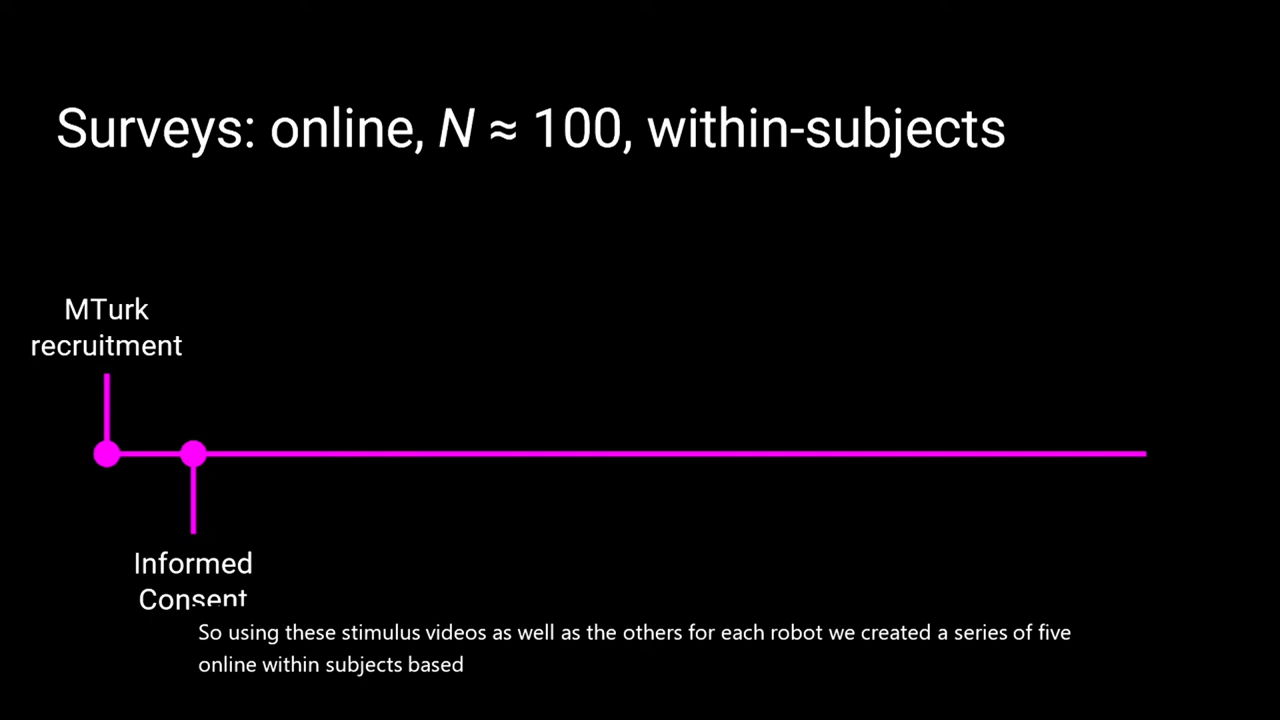 Surveys: online, N ≈ 100, within-subjects
MTurk
recruitment
Informed
Consent
So using these stimulus videos as well as the others for each robot we created a series of five
online within subjects based